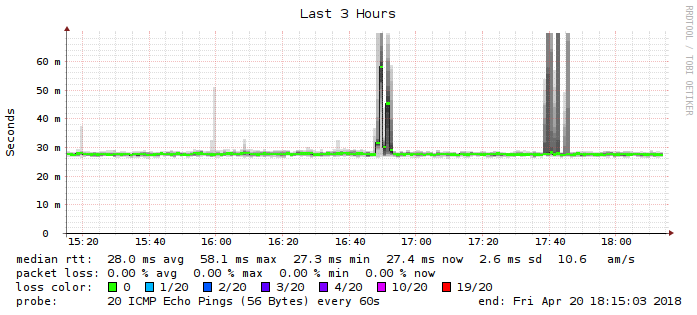 Last 3 Hours
RRDTOOL / TOBI OETIKER
Seconds
60 m
50 m
40 m
30 m
20 m
10 m
0
15:20 15:40 16:00 16:20 16:40 17:00 17:20 17:40 18:00
median rtt: 28.0 ms avg 58.1 ms max 27.3 ms min 27.4 ms now 2.6 ms sd 10.6 am/s
packet loss: 0.00 % avg 0.00 % max 0.00 % min 0.00 % now
loss color: 0 1/20 2/20 3/20 4/20 10/20 19/20
probe: 20 ICMP Echo Pings (56 Bytes) every 60s end: Fri Apr 20 18:15:03 2018